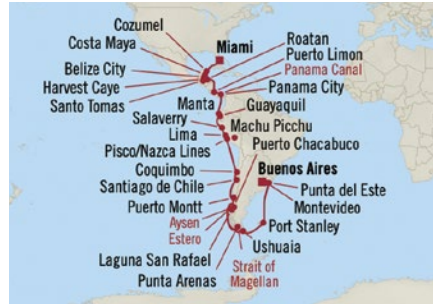 Cozumel
Costa Maya
Miami
Roatan
Belize City
Puerto Limon
Harvest Caye
Panama Canal
Santo Tomas
Panama City
Manta
Guayaquil
Salaverry
Lima
Machu Picchu
Pisco/Nazca Lines
Puerto Chacabuco
Coquimbo
Buenos Aires
Santiago de Chile
Punta del Este
Puerto Montt
Montevideo
Aysen
Estero
Port Stanley
Ushuaia
Laguna San Rafael
Strait of
Magellan
Punta Arenas